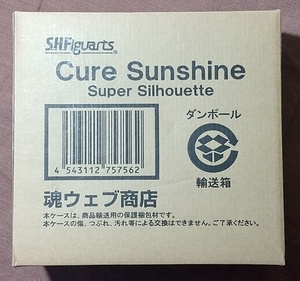 S.H.Figuarts
Cure Sunshine
Super Silhouette
ダンボール
4 543112 757562
輸送箱
魂ウェブ商店
本ケースは、商品輸送用の保護梱包材です。
本ケースの傷、つぶれ、汚れ等による交換はできません。ご了承ください。